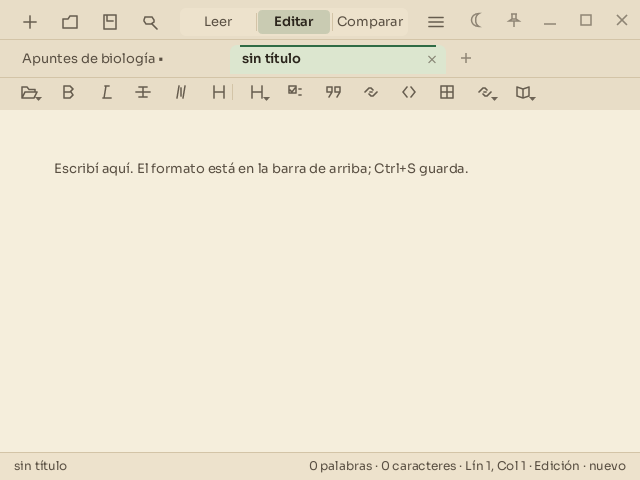 Leer Editar Comparar
Apuntes de biología • sin título
Escribí aquí. El formato está en la barra de arriba; Ctrl+S guarda.
sin título 0 palabras · 0 caracteres · Lín 1, Col 1 · Edición · nuevo